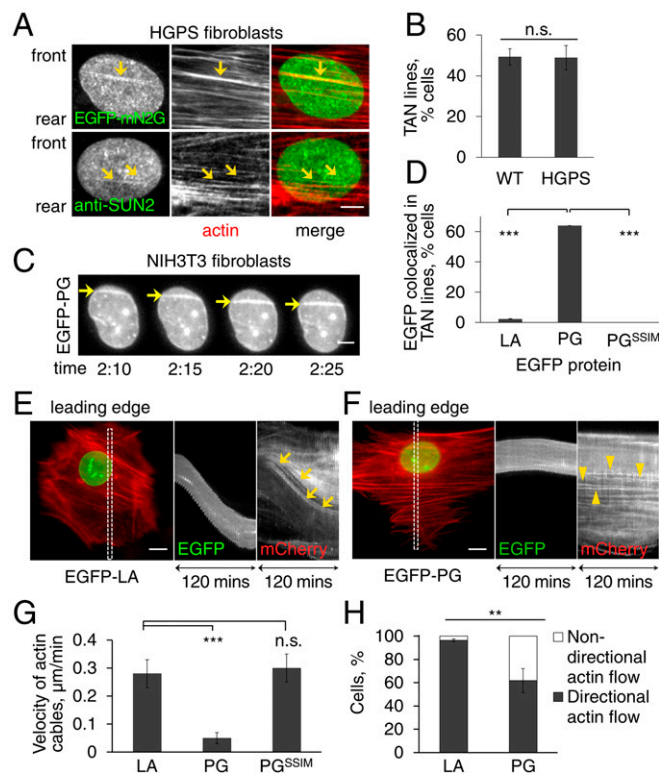 A
HGPS fibroblasts
front
rear
EGFP-mN2G
front
rear
anti-SUN2
actin
merge
B
TAN lines,
% cells
60
40
20
0
n.s.
WT
HGPS
C
NIH3T3 fibroblasts
EGFP-PG
time
2:10
2:15
2:20
2:25
D
EGFP colocalized in
TAN lines, % cells
60
40
20
0
***
***
LA
PG
PG^SSIM
EGFP protein
E
leading edge
EGFP
mCherry
EGFP-LA
120 mins
120 mins
F
leading edge
EGFP
mCherry
EGFP-PG
120 mins
120 mins
G
Velocity of actin
cables, µm/min
0.4
0.3
0.2
0.1
0
***
n.s.
LA
PG
PG^SSIM
H
Cells, %
100
80
60
40
20
0
**
LA
PG
Non-
directional
actin flow
Directional
actin flow